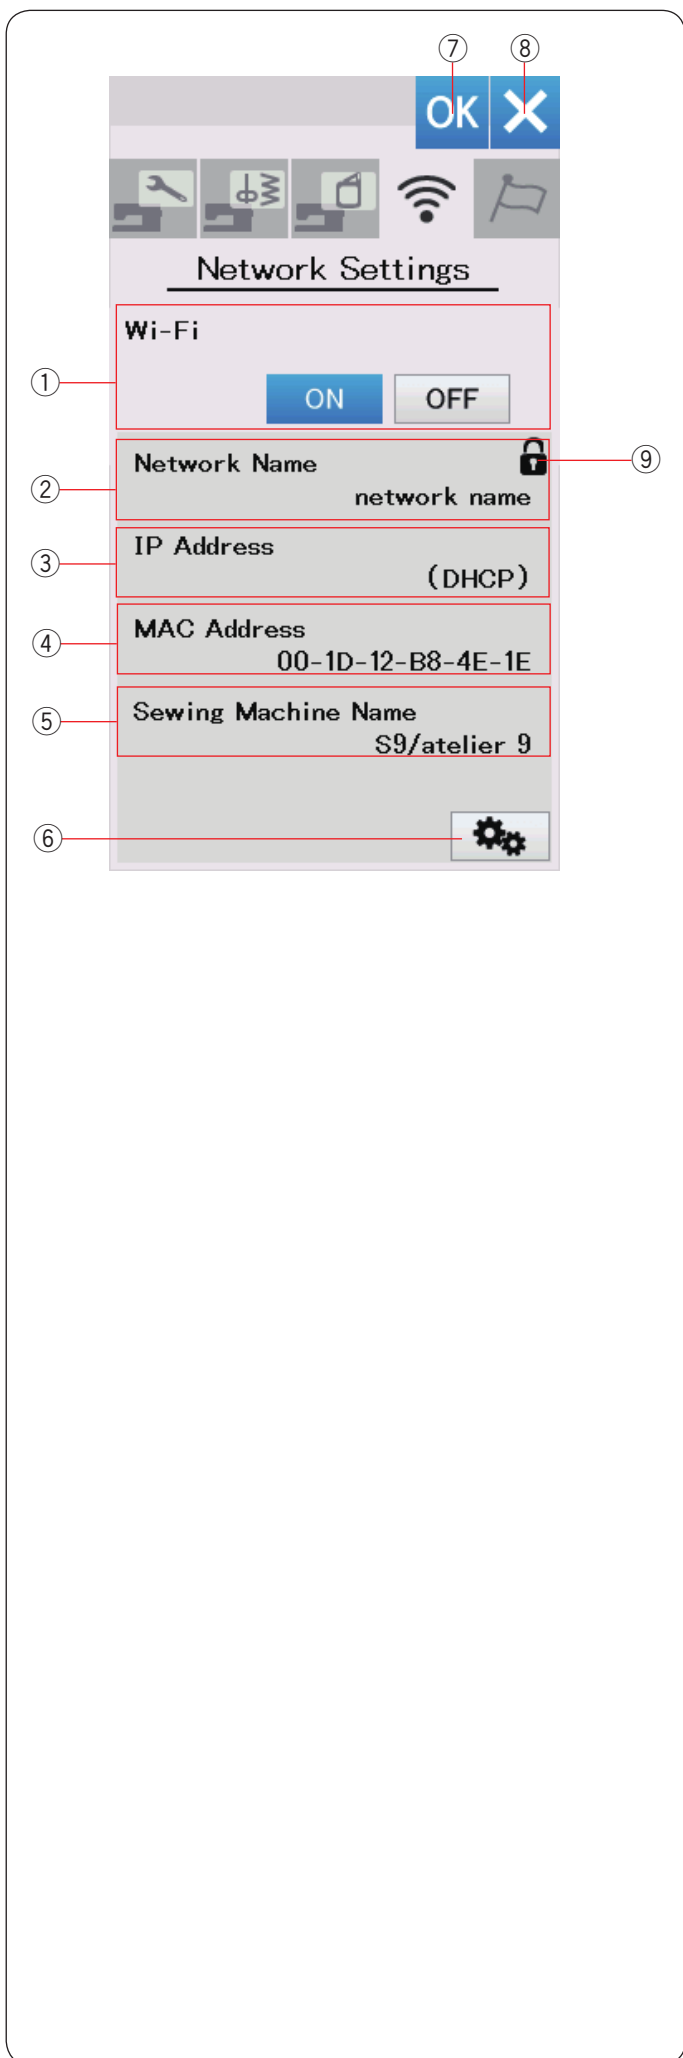 ⑦ ⑧
OK
Network Settings
Wi-Fi
①
ON OFF
Network Name
⑨
②
network name
IP Address
③
(DHCP)
MAC Address
④
00-1D-12-B8-4E-1E
Sewing Machine Name
⑤
S9/atelier 9
⑥